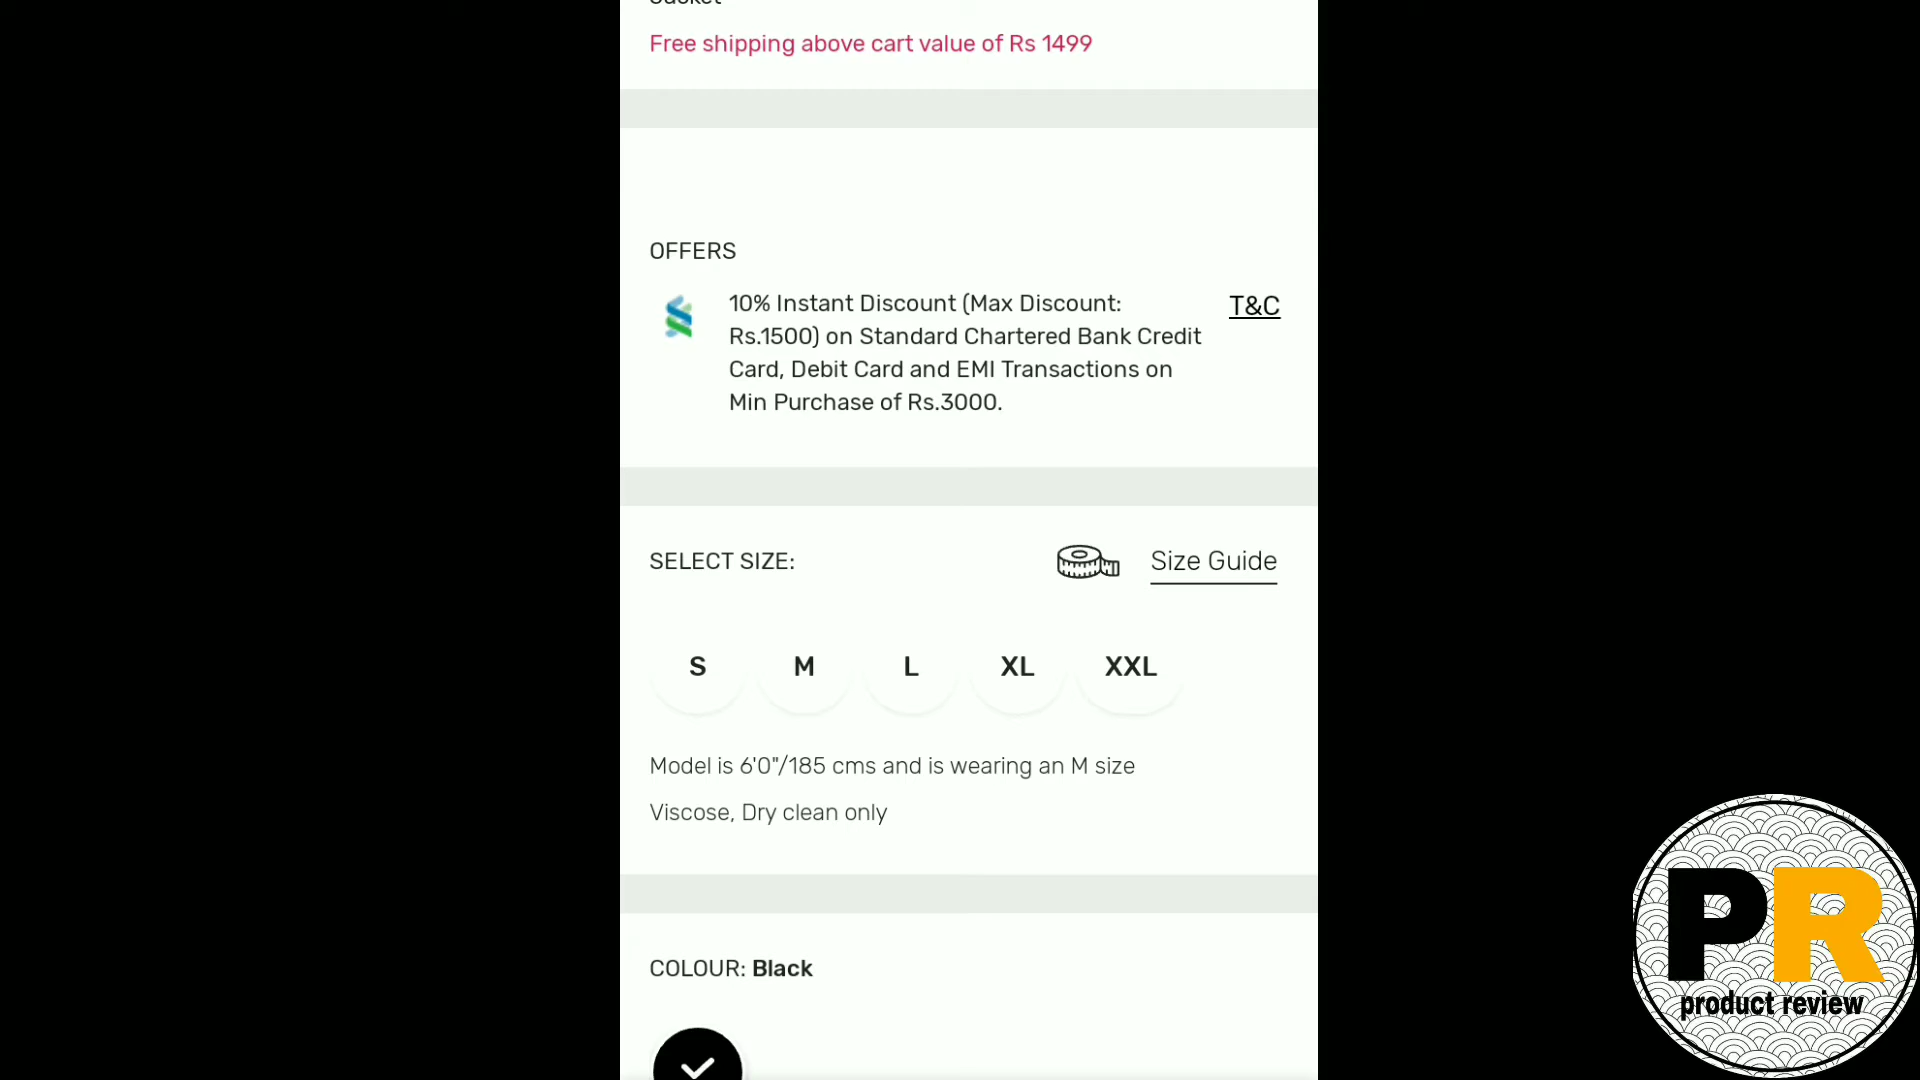 Free shipping above cart value of Rs 1499
OFFERS
10% Instant Discount (Max Discount:
Rs.1500) on Standard Chartered Bank Credit
Card, Debit Card and EMI Transactions on
Min Purchase of Rs.3000.
T&C
SELECT SIZE:
Size Guide
S M L XL XXL
Model is 6'0"/185 cms and is wearing an M size
Viscose, Dry clean only
COLOUR: Black
PR
product review